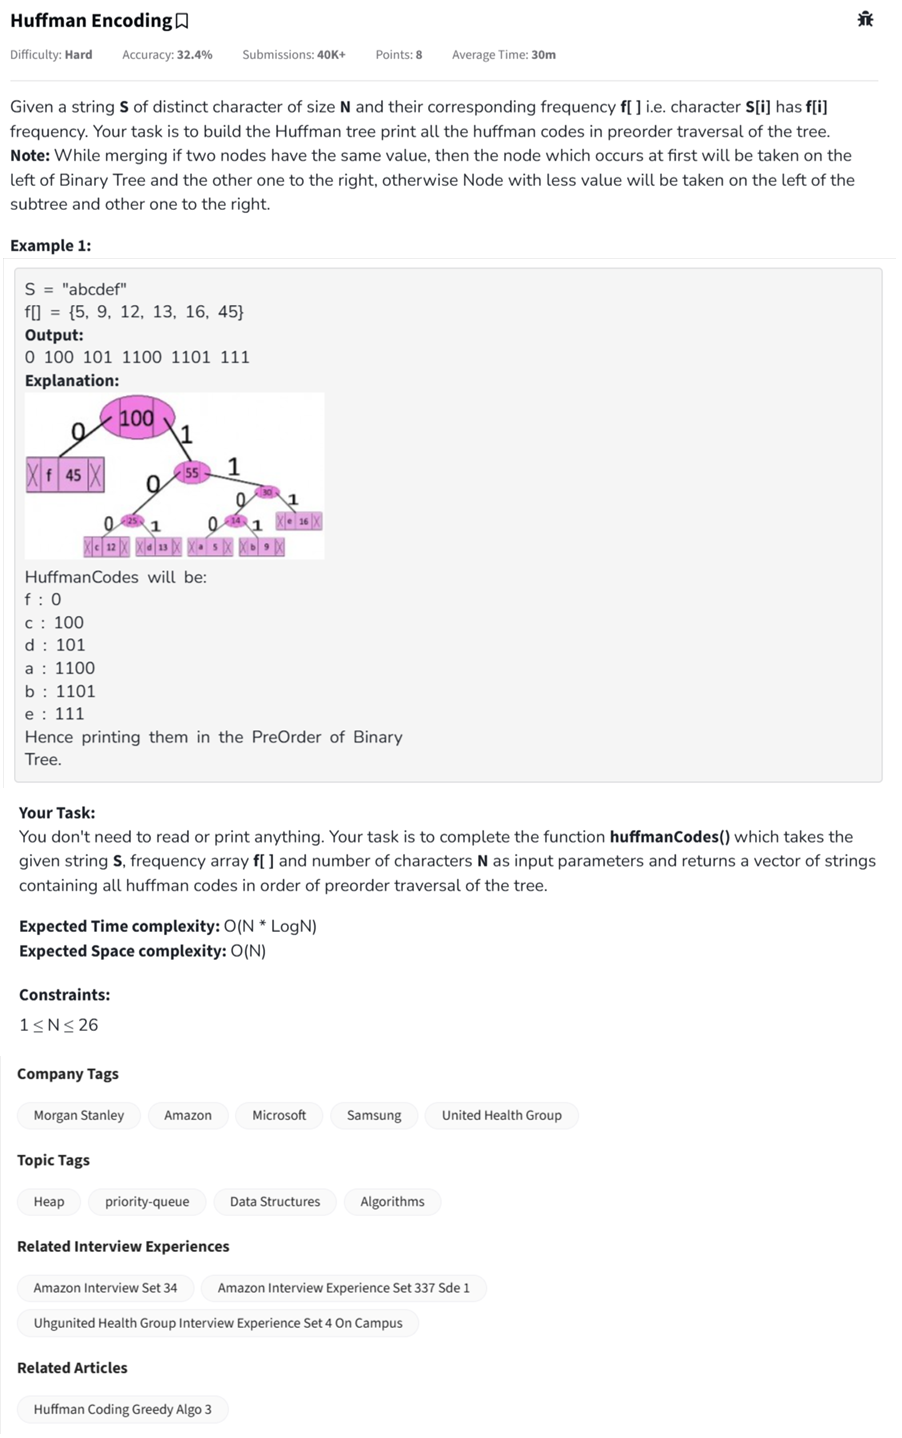 Huffman Encoding
Difficulty: Hard Accuracy: 32.4% Submissions: 40K+ Points: 8 Average Time: 30m
Given a string S of distinct character of size N and their corresponding frequency f[ ] i.e. character S[i] has f[i]
frequency. Your task is to build the Huffman tree print all the huffman codes in preorder traversal of the tree.
Note: While merging if two nodes have the same value, then the node which occurs at first will be taken on the
left of Binary Tree and the other one to the right, otherwise Node with less value will be taken on the left of the
subtree and other one to the right.
Example 1:
S = "abcdef"
f[] = {5, 9, 12, 13, 16, 45}
Output:
0 100 101 1100 1101 111
Explanation:
100
0 1
f 45 55
0 1
30
0 1
25 14 e 16
0 1 0 1
c 12 d 13 a 5 b 9
HuffmanCodes will be:
f : 0
c : 100
d : 101
a : 1100
b : 1101
e : 111
Hence printing them in the PreOrder of Binary
Tree.
Your Task:
You don't need to read or print anything. Your task is to complete the function huffmanCodes() which takes the
given string S, frequency array f[ ] and number of characters N as input parameters and returns a vector of strings
containing all huffman codes in order of preorder traversal of the tree.
Expected Time complexity: O(N * LogN)
Expected Space complexity: O(N)
Constraints:
1 ≤ N ≤ 26
Company Tags
Morgan Stanley Amazon Microsoft Samsung United Health Group
Topic Tags
Heap priority-queue Data Structures Algorithms
Related Interview Experiences
Amazon Interview Set 34 Amazon Interview Experience Set 337 Sde 1
Uhgunited Health Group Interview Experience Set 4 On Campus
Related Articles
Huffman Coding Greedy Algo 3